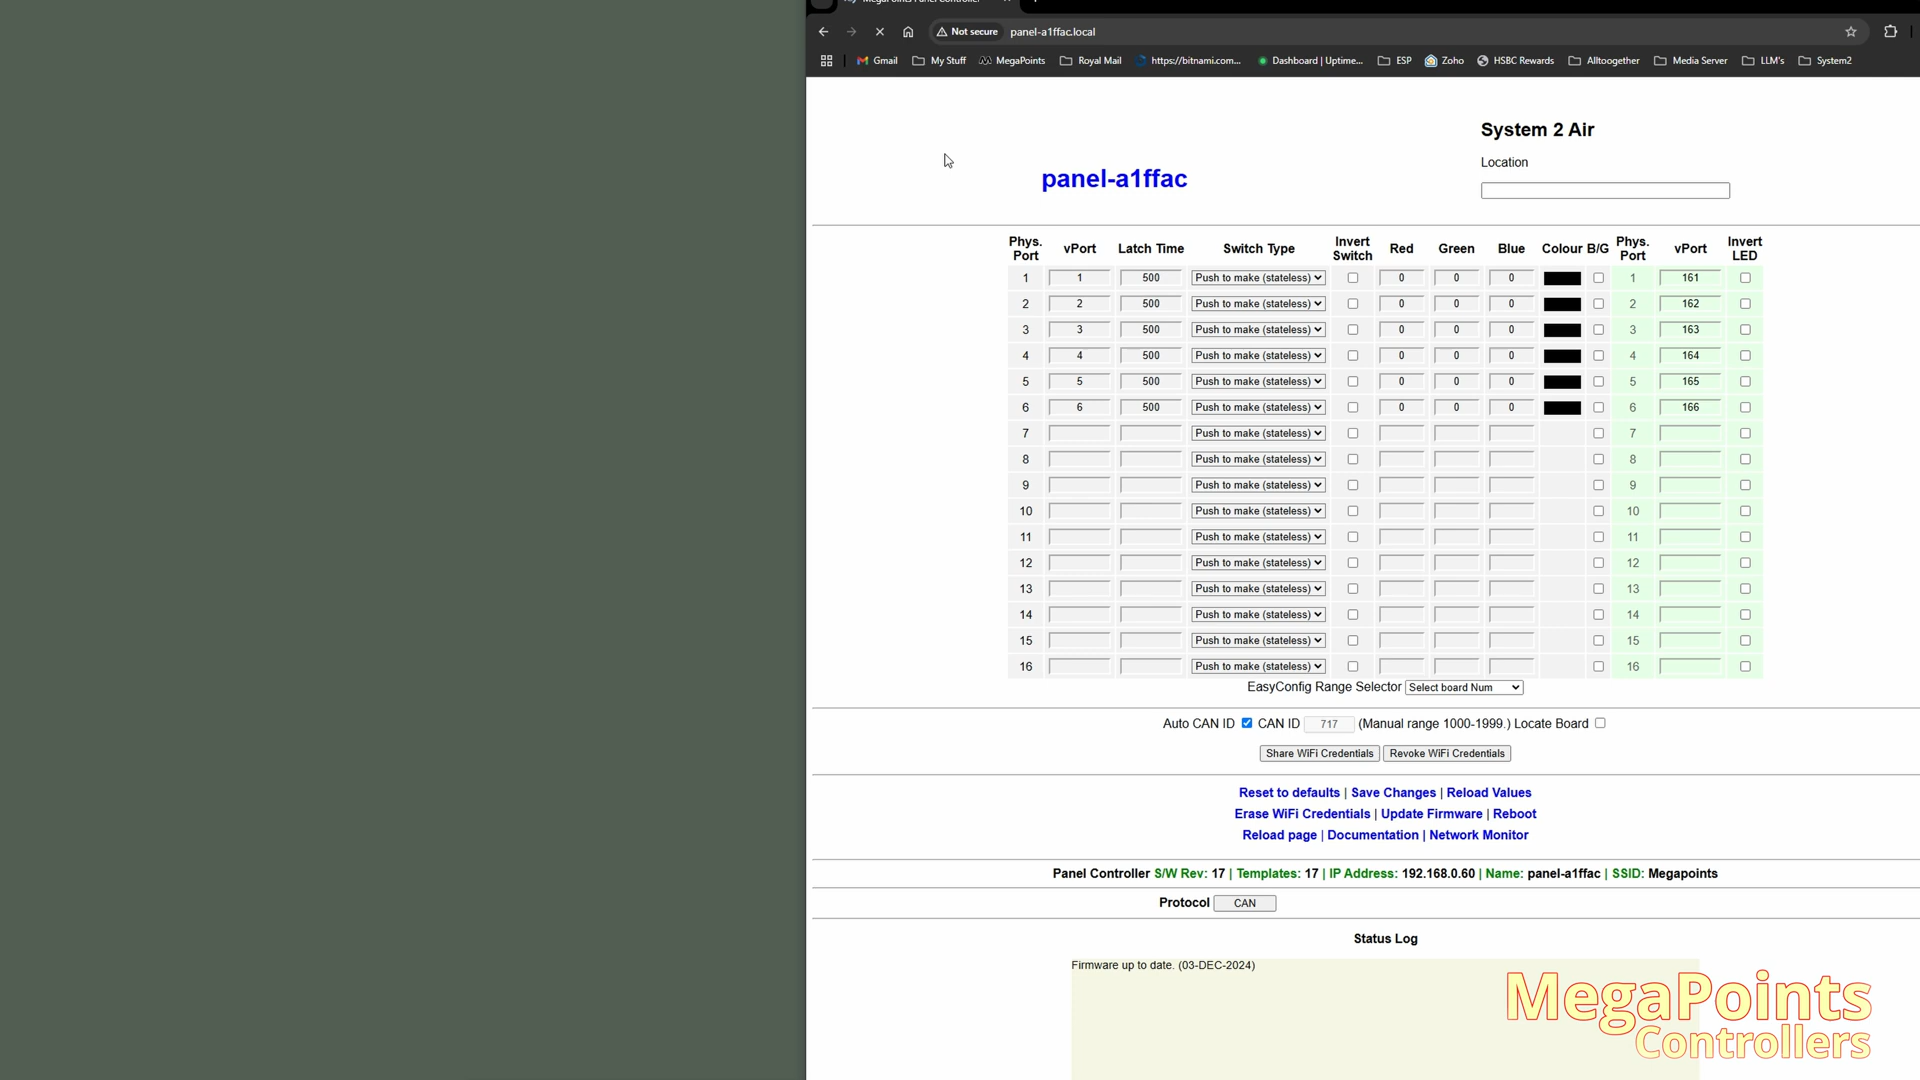 MegaPoints Panel Controller
Not secure panel-a1ffac.local
Gmail My Stuff MegaPoints Royal Mail https://bitnami.com... Dashboard | Uptime... ESP Zoho HSBC Rewards Alltoogether Media Server LLM's System2
System 2 Air
Location
panel-a1ffac
Phys. Port vPort Latch Time Switch Type Invert Switch Red Green Blue Colour B/G Phys. Port vPort Invert LED
1 1 500 Push to make (stateless) 0 0 0 1 161
2 2 500 Push to make (stateless) 0 0 0 2 162
3 3 500 Push to make (stateless) 0 0 0 3 163
4 4 500 Push to make (stateless) 0 0 0 4 164
5 5 500 Push to make (stateless) 0 0 0 5 165
6 6 500 Push to make (stateless) 0 0 0 6 166
7 Push to make (stateless) 7
8 Push to make (stateless) 8
9 Push to make (stateless) 9
10 Push to make (stateless) 10
11 Push to make (stateless) 11
12 Push to make (stateless) 12
13 Push to make (stateless) 13
14 Push to make (stateless) 14
15 Push to make (stateless) 15
16 Push to make (stateless) 16
EasyConfig Range Selector Select board Num
Auto CAN ID CAN ID 717 (Manual range 1000-1999.) Locate Board
Share WiFi Credentials Revoke WiFi Credentials
Reset to defaults | Save Changes | Reload Values
Erase WiFi Credentials | Update Firmware | Reboot
Reload page | Documentation | Network Monitor
Panel Controller S/W Rev: 17 | Templates: 17 | IP Address: 192.168.0.60 | Name: panel-a1ffac | SSID: Megapoints
Protocol CAN
Status Log
Firmware up to date. (03-DEC-2024)
MegaPoints
Controllers